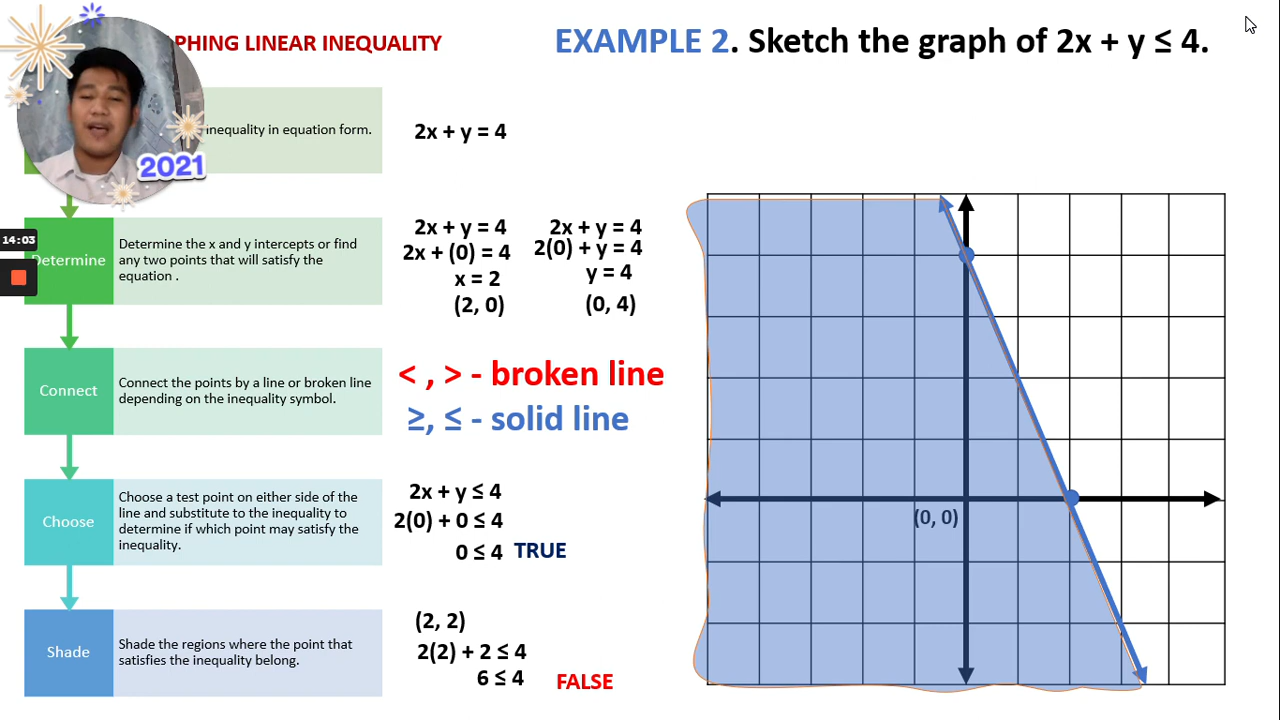 PHING LINEAR INEQUALITY
EXAMPLE 2. Sketch the graph of 2x + y ≤ 4.
2021
inequality in equation form.
2x + y = 4
14:03
Determine
Determine the x and y intercepts or find
any two points that will satisfy the
equation .
2x + y = 4
2x + (0) = 4
x = 2
(2, 0)
2x + y = 4
2(0) + y = 4
y = 4
(0, 4)
Connect
Connect the points by a line or broken line
depending on the inequality symbol.
< , > - broken line
≥, ≤ - solid line
Choose
Choose a test point on either side of the
line and substitute to the inequality to
determine if which point may satisfy the
inequality.
2x + y ≤ 4
2(0) + 0 ≤ 4
0 ≤ 4 TRUE
Shade
Shade the regions where the point that
satisfies the inequality belong.
(2, 2)
2(2) + 2 ≤ 4
6 ≤ 4 FALSE
(0, 0)